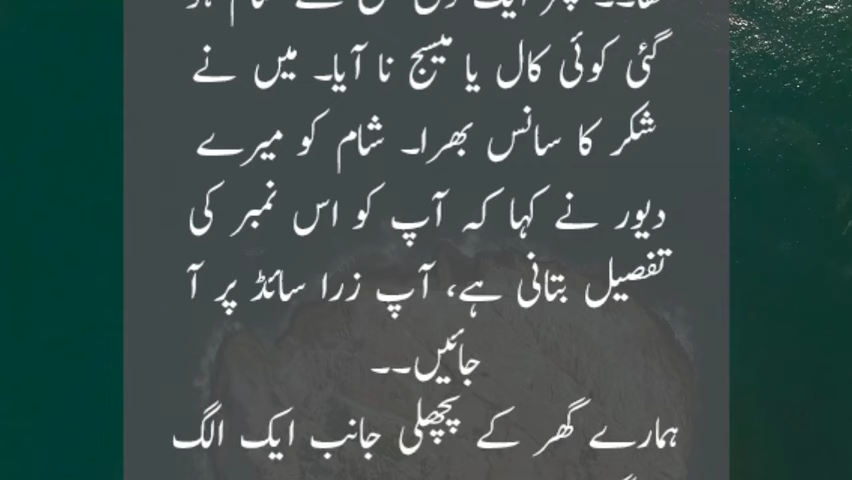 گئی کوئی کال یا میسج نا آیا۔ میں نے
شکر کا سانس بھرا۔ شام کو میرے
دیور نے کہا کہ آپ کو اس نمبر کی
تفصیل بتانی ہے، آپ زرا سائڈ پر آ
جائیں۔۔
ہمارے گھر کے پچھلی جانب ایک الگ